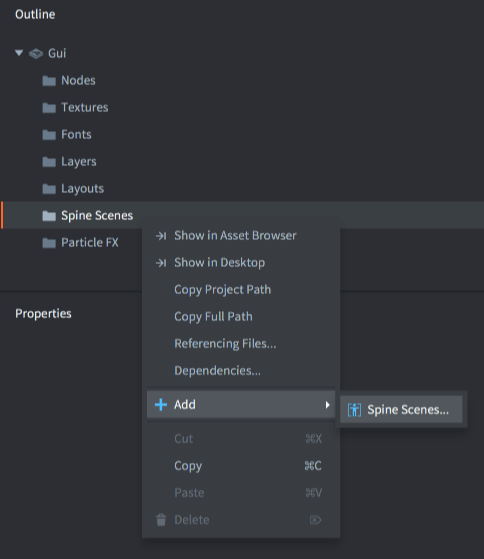 Outline
Gui
Nodes
Textures
Fonts
Layers
Layouts
Spine Scenes
Particle FX
Show in Asset Browser
Show in Desktop
Copy Project Path
Properties
Copy Full Path
Referencing Files...
Dependencies...
Add
Spine Scenes...
Cut ⌘X
Copy ⌘C
Paste ⌘V
Delete ⌦